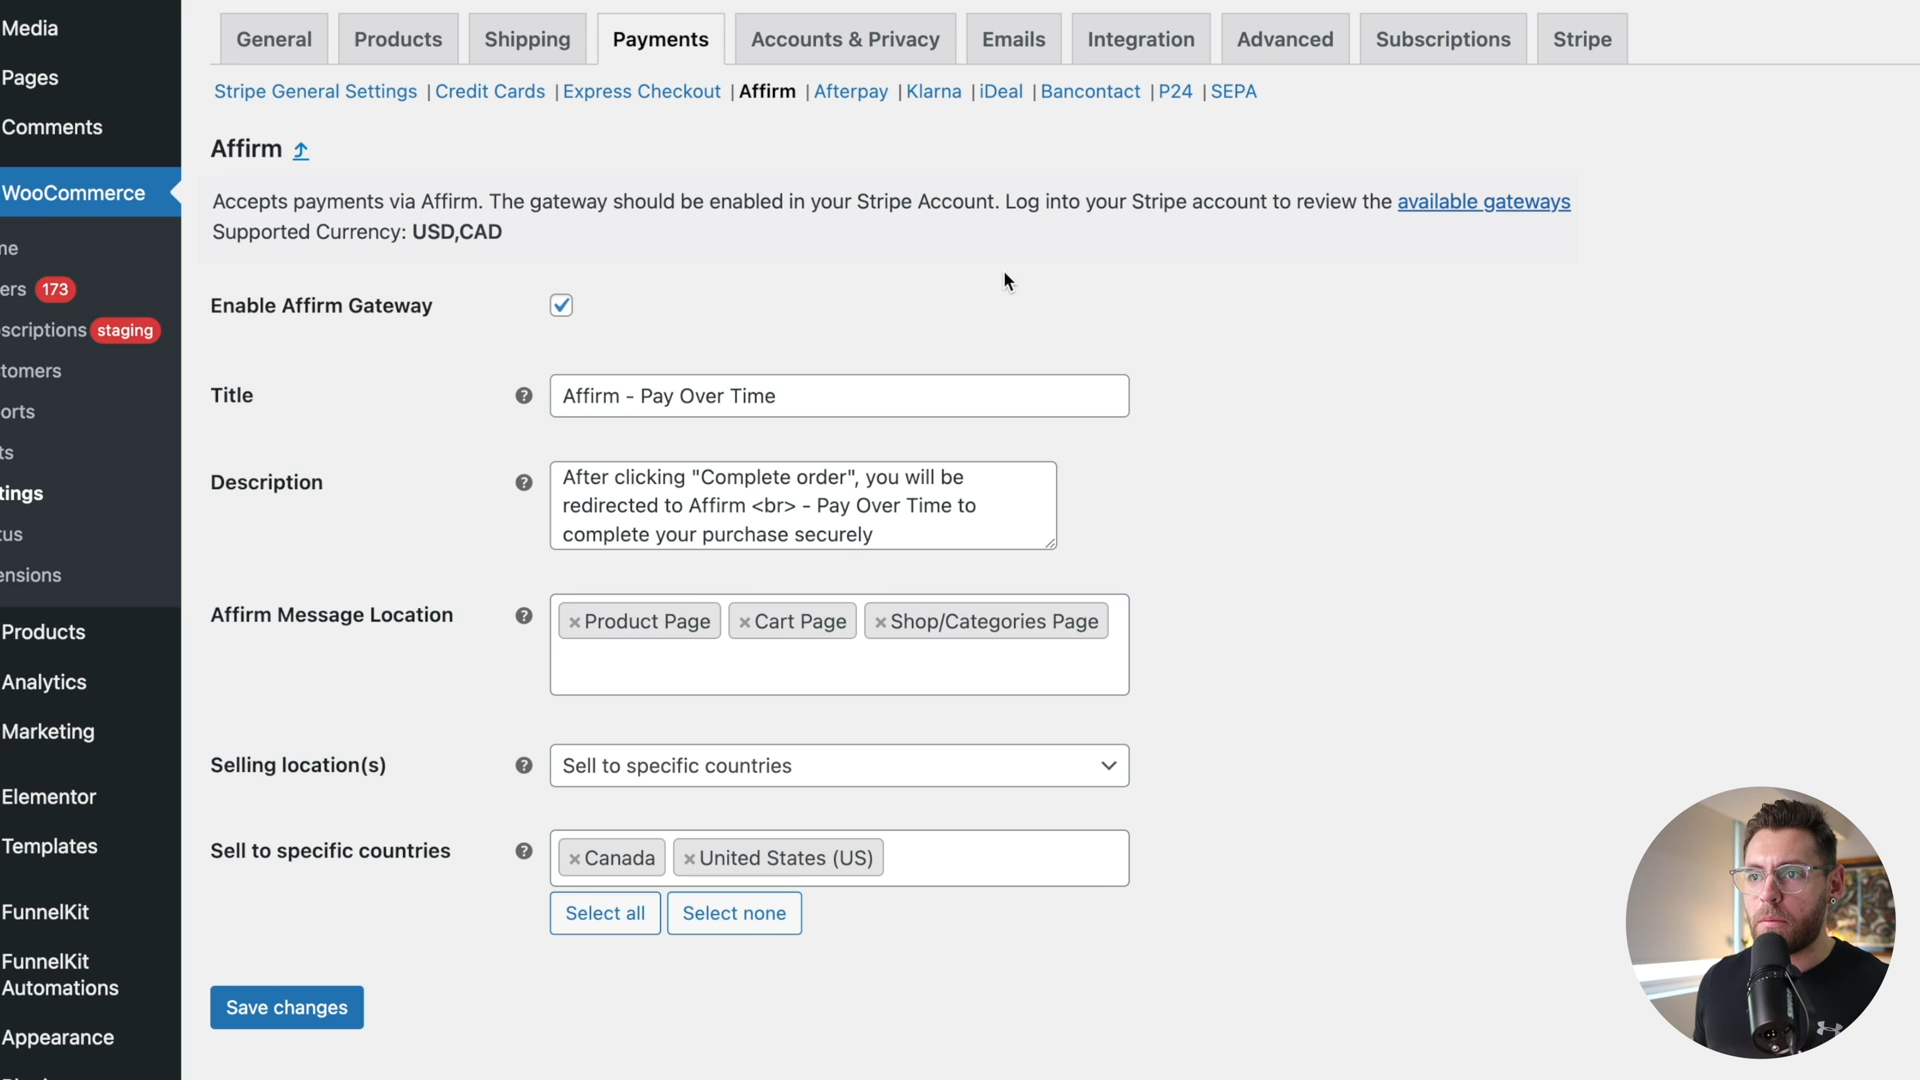 Media
Pages
Comments
WooCommerce
me
ers 173
scriptions staging
tomers
orts
ts
tings
tus
ensions
Products
Analytics
Marketing
Elementor
Templates
FunnelKit
FunnelKit
Automations
Appearance
General Products Shipping Payments Accounts & Privacy Emails Integration Advanced Subscriptions Stripe
Stripe General Settings | Credit Cards | Express Checkout | Affirm | Afterpay | Klarna | iDeal | Bancontact | P24 | SEPA
Affirm ⤴
Accepts payments via Affirm. The gateway should be enabled in your Stripe Account. Log into your Stripe account to review the available gateways
Supported Currency: USD,CAD
Enable Affirm Gateway
Title ? Affirm - Pay Over Time
Description ? After clicking "Complete order", you will be
redirected to Affirm <br> - Pay Over Time to
complete your purchase securely
Affirm Message Location ? ×Product Page ×Cart Page ×Shop/Categories Page
Selling location(s) ? Sell to specific countries
Sell to specific countries ? ×Canada ×United States (US)
Select all Select none
Save changes